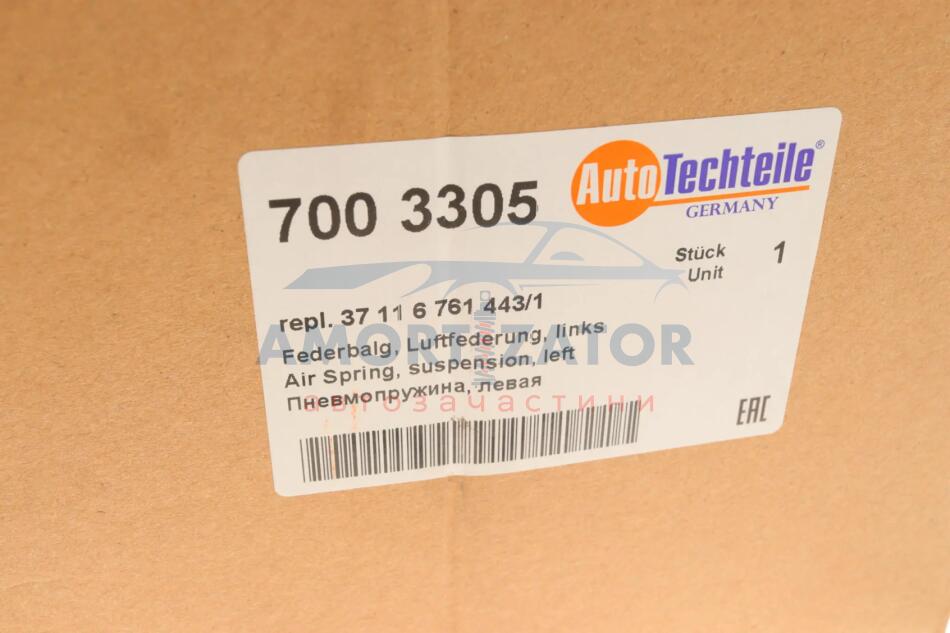 AutoTechteile®
GERMANY
700 3305
Stück 1
Unit
repl. 37 11 6 761 443/1
Federbalg, Luftfederung, links
Air Spring, suspension, left
Пневмопружина, левая
EAC
AMORTIZATOR
автозачастини